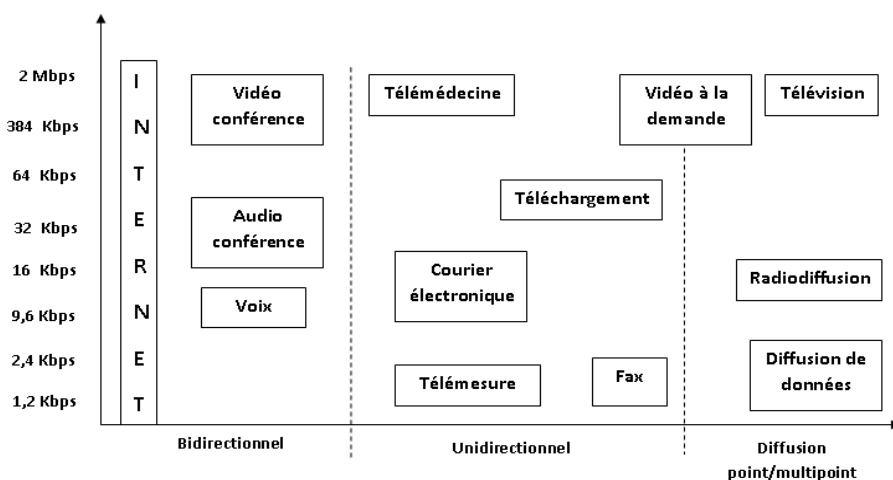 2 Mbps
384 Kbps
64 Kbps
32 Kbps
16 Kbps
9,6 Kbps
2,4 Kbps
1,2 Kbps
I
N
T
E
R
N
E
T
Vidéo
conférence
Audio
conférence
Voix
Télémédecine
Téléchargement
Courier
électronique
Télémesure
Fax
Vidéo à la
demande
Télévision
Radiodiffusion
Diffusion de
données
Bidirectionnel
Unidirectionnel
Diffusion
point/multipoint